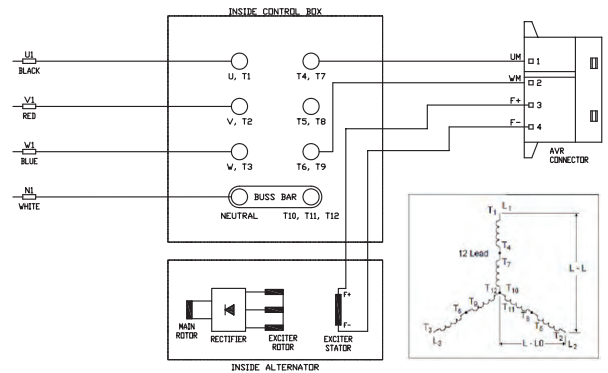 INSIDE CONTROL BOX
U1
BLACK
U, T1
T4, T7
UM
1
WM
2
V1
RED
V, T2
T5, T8
F+
3
F-
4
W1
BLUE
W, T3
T6, T9
AVR
CONNECTOR
N1
WHITE
BUSS BAR
NEUTRAL
T10, T11, T12
MAIN
ROTOR
RECTIFIER
EXCITER
ROTOR
EXCITER
STATOR
F+
F-
INSIDE ALTERNATOR
T1
L1
12 Lead
T4
T7
L - L
T12
T10
T9
T11
T6
T8
T5
T3
T2
L3
L2
L - L0